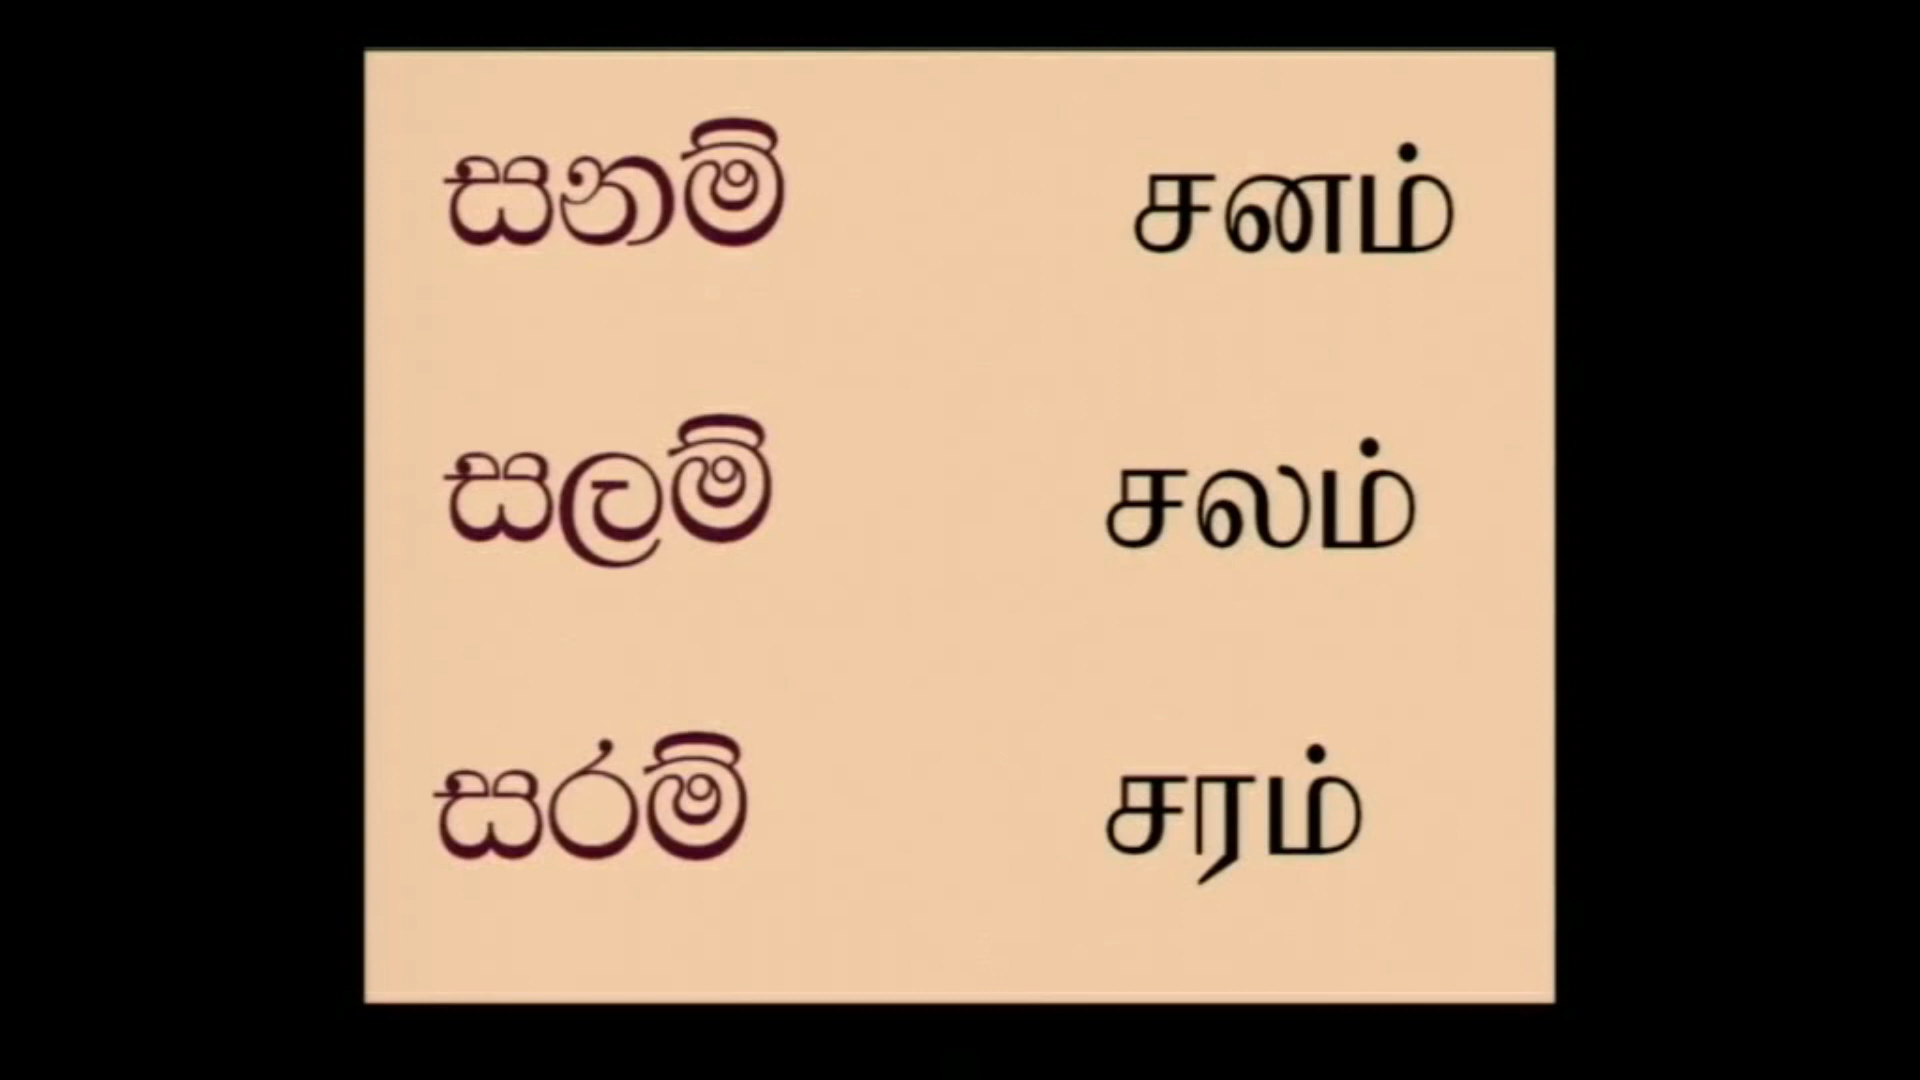 සනම් சனம்
සලම් சலம்
සරම් சரம்